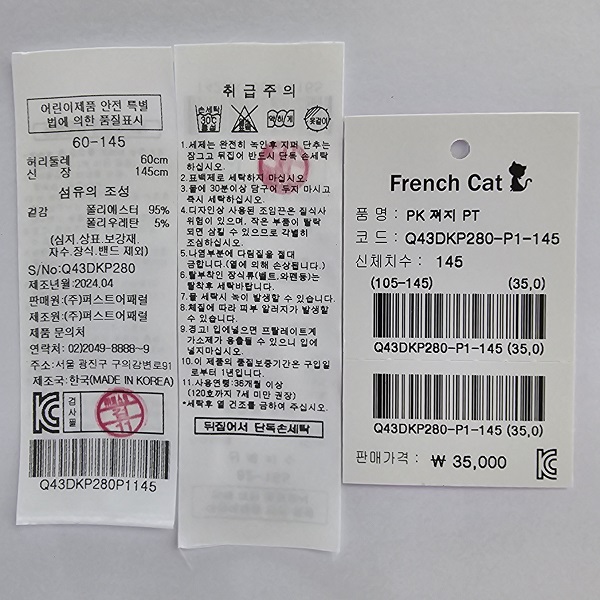 어린이제품 안전 특별
법에 의한 품질표시
60-145
허리둘레 60cm
신 장 145cm
섬유의 조성
겉감 폴리에스터 95%
폴리우레탄 5%
(심지.상표.보강재.
자수.장식.밴드 제외)
S/No:Q43DKP280
제조년월:2024.04
판매원:(주)퍼스트어패럴
제조원:(주)퍼스트어패럴
제품 문의처
연락처:02)2049-8888~9
주소:서울 광진구 구의강변로91
제조국:한국(MADE IN KOREA)
검사필
Q43DKP280P1145
취급주의
손세탁
30℃
중성
약하게
옷걸이
1.세제는 완전히 녹인후 지퍼 단추는
잠그고 뒤집어 반드시 단독 손세탁
하십시오.
2.표백제로 세탁하지 마십시오.
3.물에 30분이상 담구어 두지 마시고
즉시 세탁하십시오.
4.디자인상 사용된 조임끈은 질식사
위험이 있으며, 작은 부품이 탈락
되면 삼킬 수 있으므로 각별히
조심하십시오.
5.나염부분에 다림질을 절대
금합니다.(열에 의해 손상됩니다.)
6.탈부착인 장식류(벨트,와펜등)는
탈착후 세탁바랍니다.
7.물 세탁시 녹이 발생할 수 있습니다.
8.체질에 따라 피부 알러지가 발생할
수 있습니다.
9.경고! 입에넣으면 프탈레이트계
가소제가 용출될 수 있으니 입에
넣지마십시오.
10.이 제품의 품질보증기간은 구입일
로부터 1년입니다.
11.사용연령:36개월 이상
(120호까지 7세 미만 권장)
*세탁후 열 건조를 금하여 주십시오.
뒤집어서 단독손세탁
French Cat
품 명 : PK 져지 PT
코 드 : Q43DKP280-P1-145
신체치수 : 145
(105-145) (35,0)
Q43DKP280-P1-145 (35,0)
Q43DKP280-P1-145 (35,0)
판매가격 : ₩ 35,000